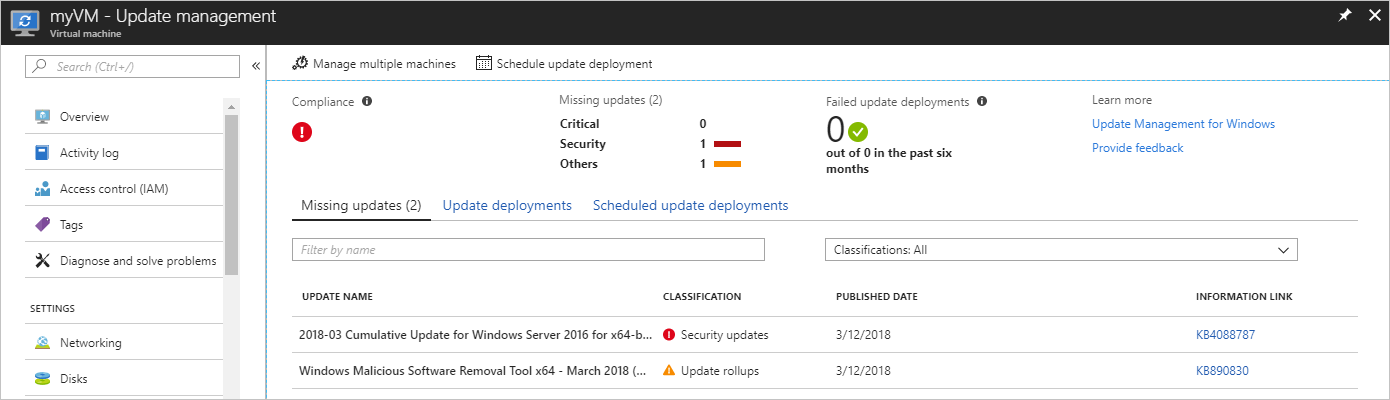 myVM - Update management
Virtual machine
Search (Ctrl+/)
Overview
Activity log
Access control (IAM)
Tags
Diagnose and solve problems
SETTINGS
Networking
Disks
Manage multiple machines Schedule update deployment
Compliance
Missing updates (2)
Critical 0
Security 1
Others 1
Failed update deployments
0
out of 0 in the past six
months
Learn more
Update Management for Windows
Provide feedback
Missing updates (2) Update deployments Scheduled update deployments
Filter by name Classifications: All
UPDATE NAME CLASSIFICATION PUBLISHED DATE INFORMATION LINK
2018-03 Cumulative Update for Windows Server 2016 for x64-b... Security updates 3/12/2018 KB4088787
Windows Malicious Software Removal Tool x64 - March 2018 (... Update rollups 3/12/2018 KB890830